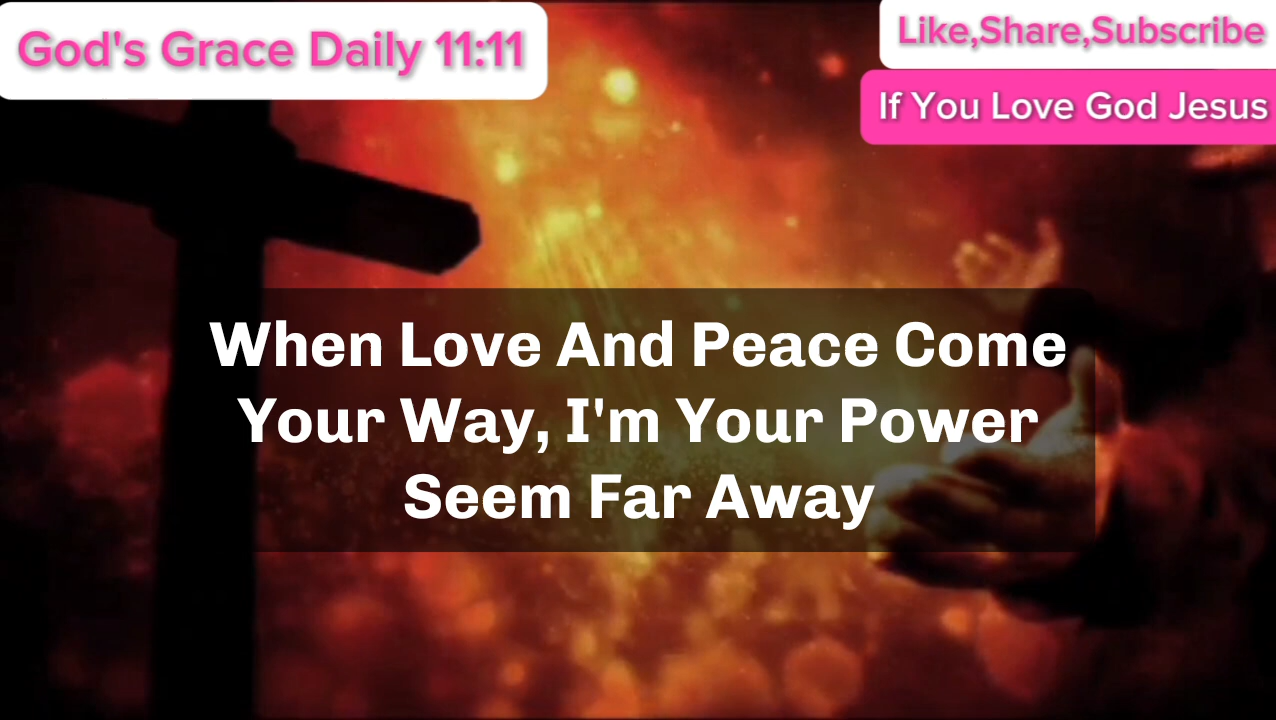 God's Grace Daily 11:11
Like,Share,Subscribe
If You Love God Jesus
When Love And Peace Come
Your Way, I'm Your Power
Seem Far Away